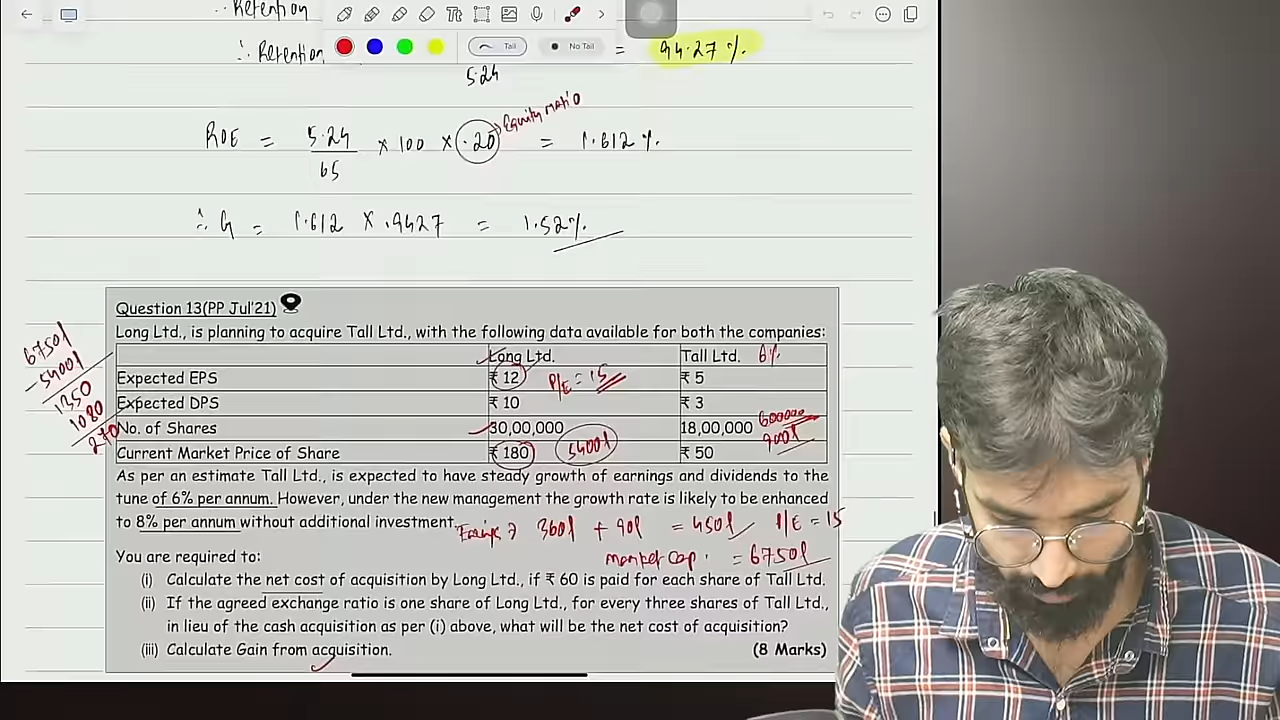 ∴ Retention
∴ Retention = 94.27 %.
5.24
Tail No Tail
Equity ratio
ROE = 5.24 / 65 × 100 × .20 = 1.612 %.
∴ G = 1.612 × .9427 = 1.52%.
Question 13(PP Jul'21)
Long Ltd., is planning to acquire Tall Ltd., with the following data available for both the companies:
Long Ltd. Tall Ltd. 6%
Expected EPS ₹ 12 P/E = 15 ₹ 5
Expected DPS ₹ 10 ₹ 3
No. of Shares 30,00,000 18,00,000 600000
Current Market Price of Share ₹ 180 5400l ₹ 50 900l
6750l
- 5400l
1350
1080
270
As per an estimate Tall Ltd., is expected to have steady growth of earnings and dividends to the
tune of 6% per annum. However, under the new management the growth rate is likely to be enhanced
to 8% per annum without additional investment.
360l + 90l = 450l P/E = 15
You are required to:
market cap. = 6750l
(i) Calculate the net cost of acquisition by Long Ltd., if ₹ 60 is paid for each share of Tall Ltd.
(ii) If the agreed exchange ratio is one share of Long Ltd., for every three shares of Tall Ltd.,
in lieu of the cash acquisition as per (i) above, what will be the net cost of acquisition?
(iii) Calculate Gain from acquisition. (8 Marks)